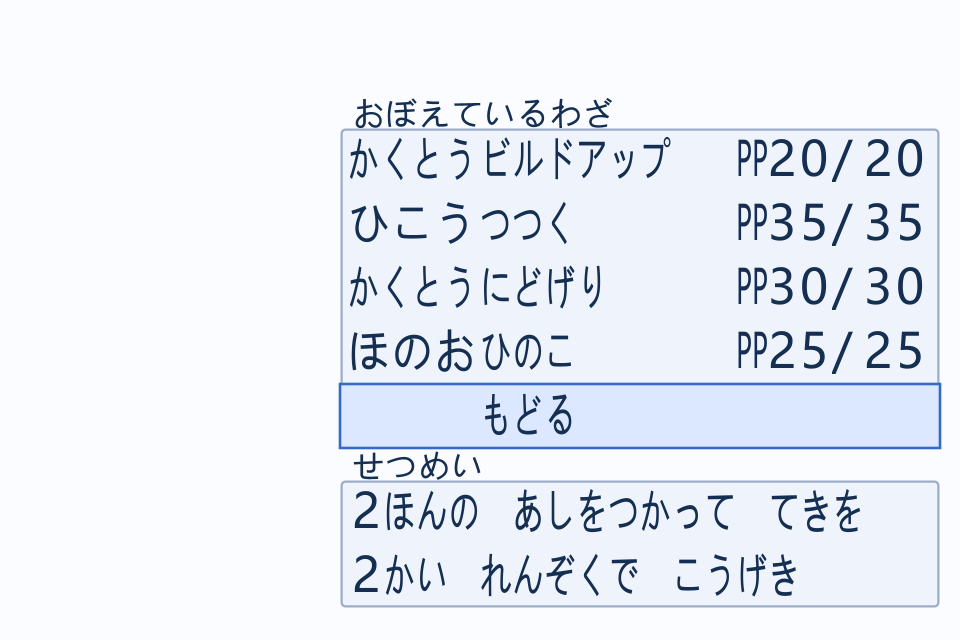 おぼえているわざ
かくとう ビルドアップ PP20/20
ひこう つつく PP35/35
かくとう にどげり PP30/30
ほのお ひのこ PP25/25
もどる
せつめい
2ほんの　あしをつかって　てきを
2かい　れんぞくで　こうげき